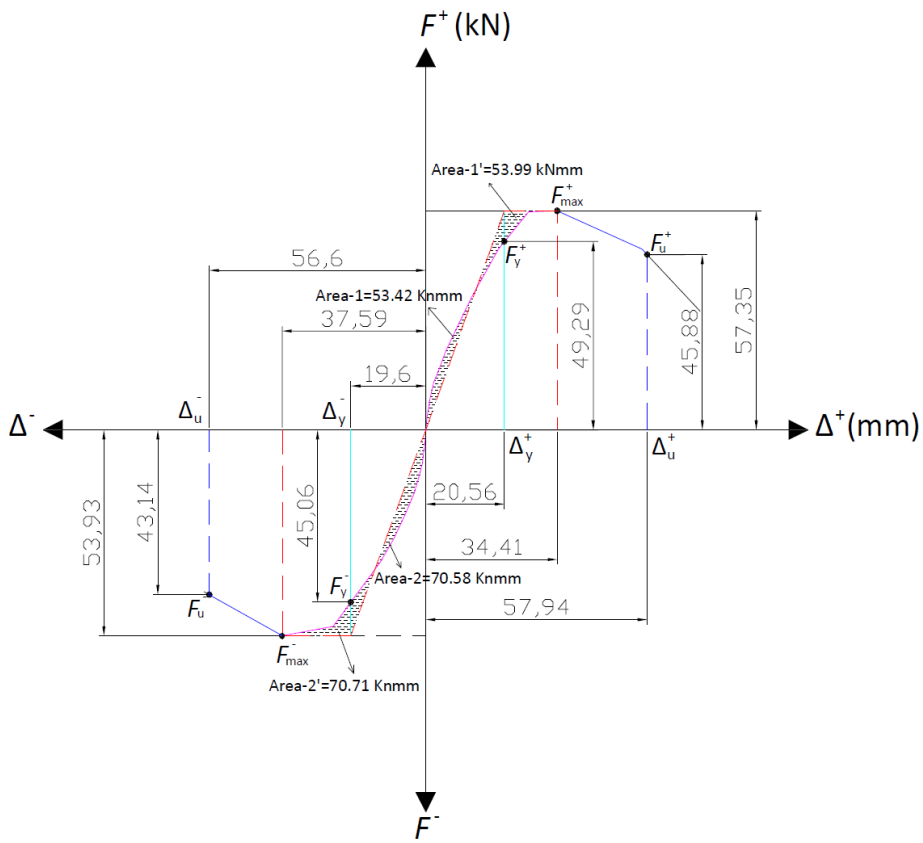 F⁺ (kN)
Area-1'=53.99 kNmm
F⁺max
56,6
F⁺y
F⁺u
Area-1=53.42 Knmm
37,59
49,29
45,88
57,35
19,6
Δ⁻u
Δ⁻y
Δ⁻
Δ⁺ (mm)
Δ⁺y
Δ⁺u
53,93
43,14
45,06
20,56
34,41
Area-2=70.58 Knmm
F⁻y
57,94
Fu
F⁻max
Area-2'=70.71 Knmm
F⁻